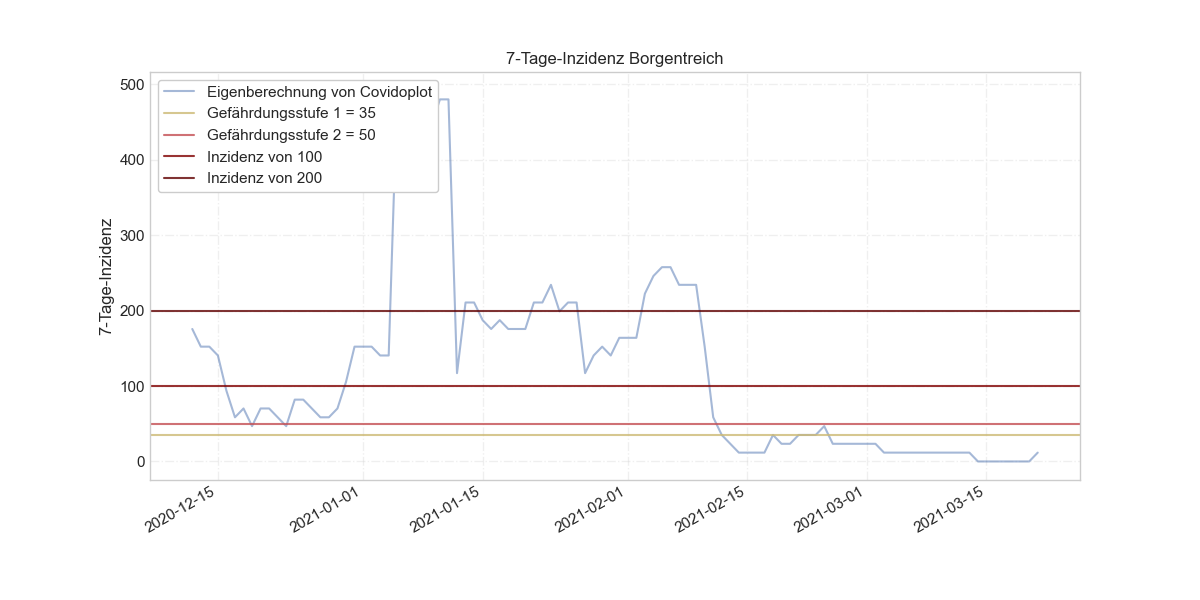 7-Tage-Inzidenz Borgentreich
Eigenberechnung von Covidoplot
Gefährdungsstufe 1 = 35
Gefährdungsstufe 2 = 50
Inzidenz von 100
Inzidenz von 200
7-Tage-Inzidenz
500
400
300
200
100
0
2020-12-15
2021-01-01
2021-01-15
2021-02-01
2021-02-15
2021-03-01
2021-03-15